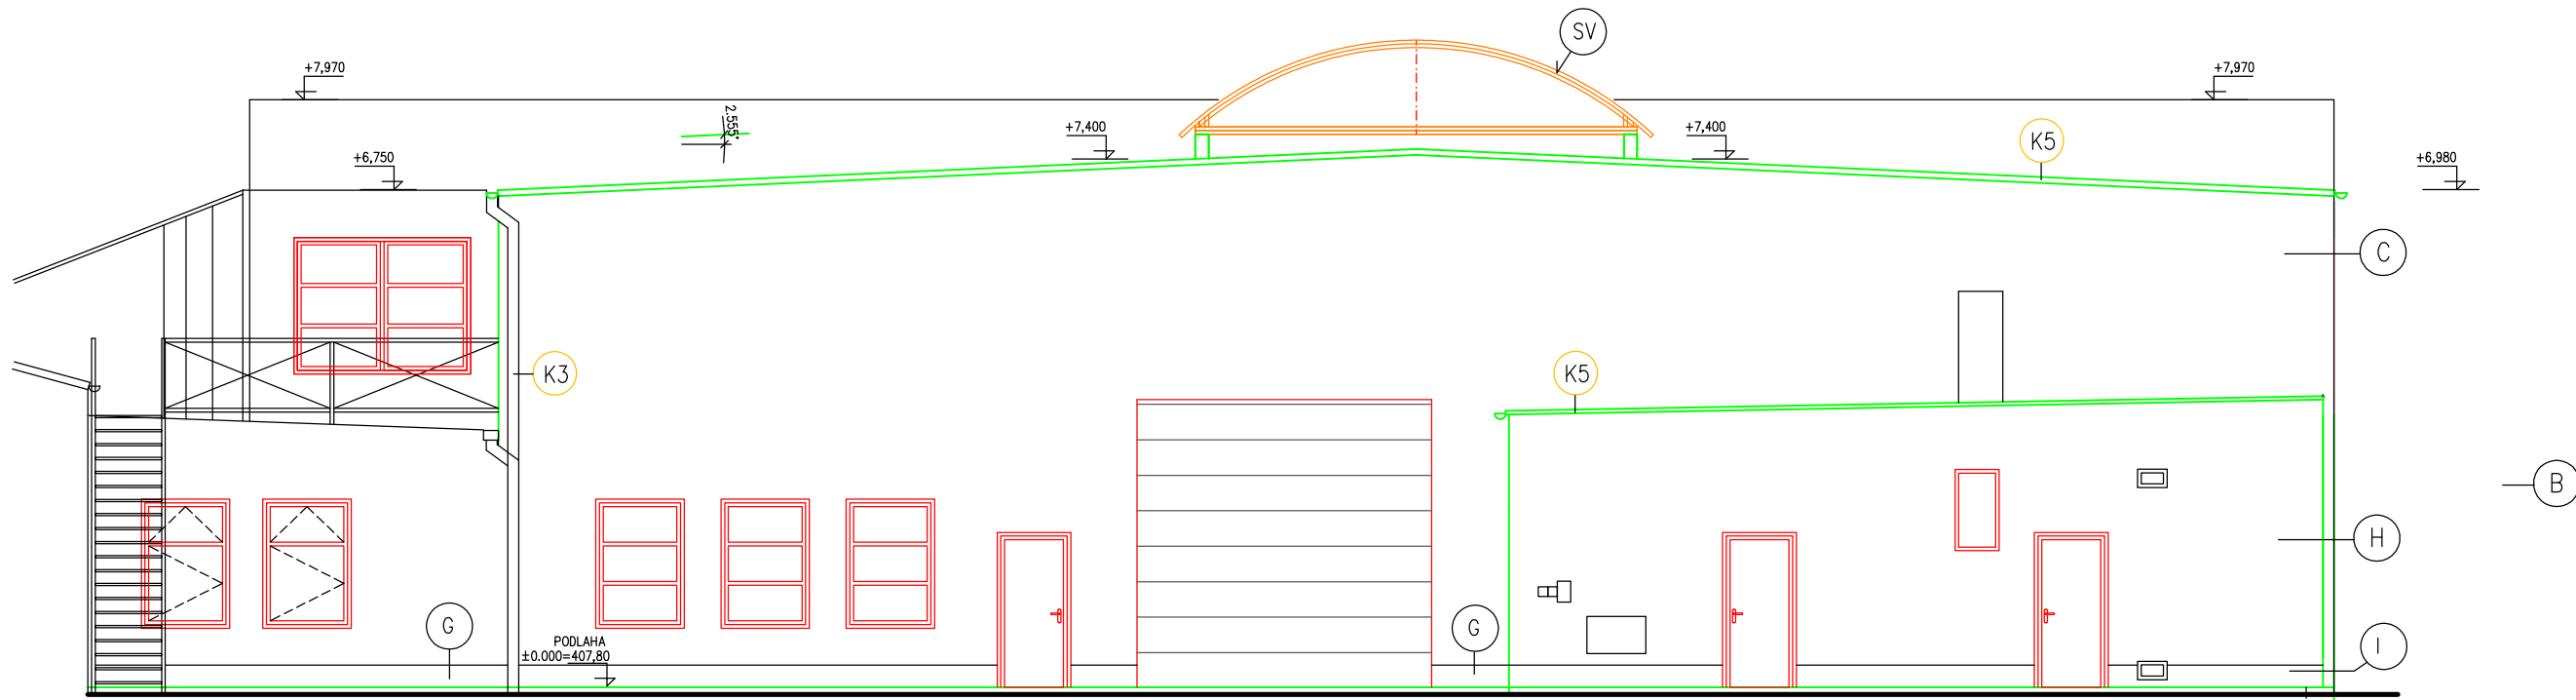 SV
+7,970
+7,970
2.555°
+7,400
+7,400
K5
+6,750
+6,980
C
K3
K5
B
H
G
G
I
PODLAHA
±0.000=407,80